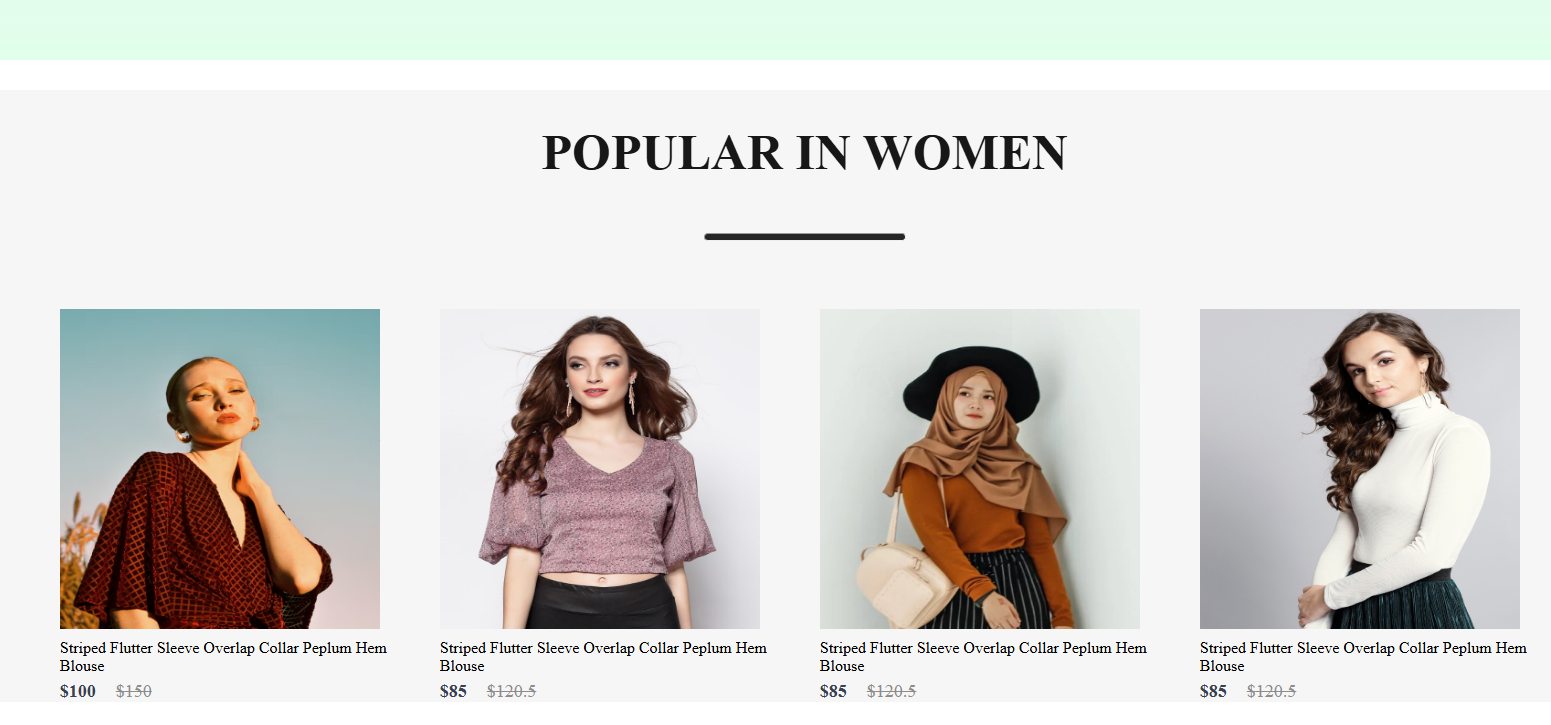 POPULAR IN WOMEN
Striped Flutter Sleeve Overlap Collar Peplum Hem
Blouse
$100 $150
Striped Flutter Sleeve Overlap Collar Peplum Hem
Blouse
$85 $120.5
Striped Flutter Sleeve Overlap Collar Peplum Hem
Blouse
$85 $120.5
Striped Flutter Sleeve Overlap Collar Peplum Hem
Blouse
$85 $120.5